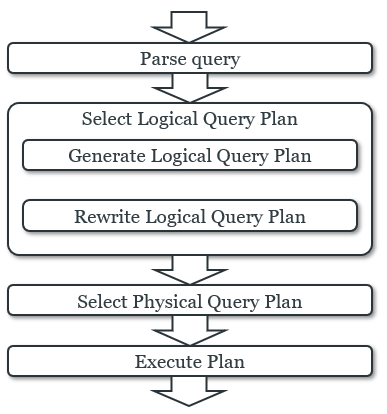 Parse query
Select Logical Query Plan
Generate Logical Query Plan
Rewrite Logical Query Plan
Select Physical Query Plan
Execute Plan